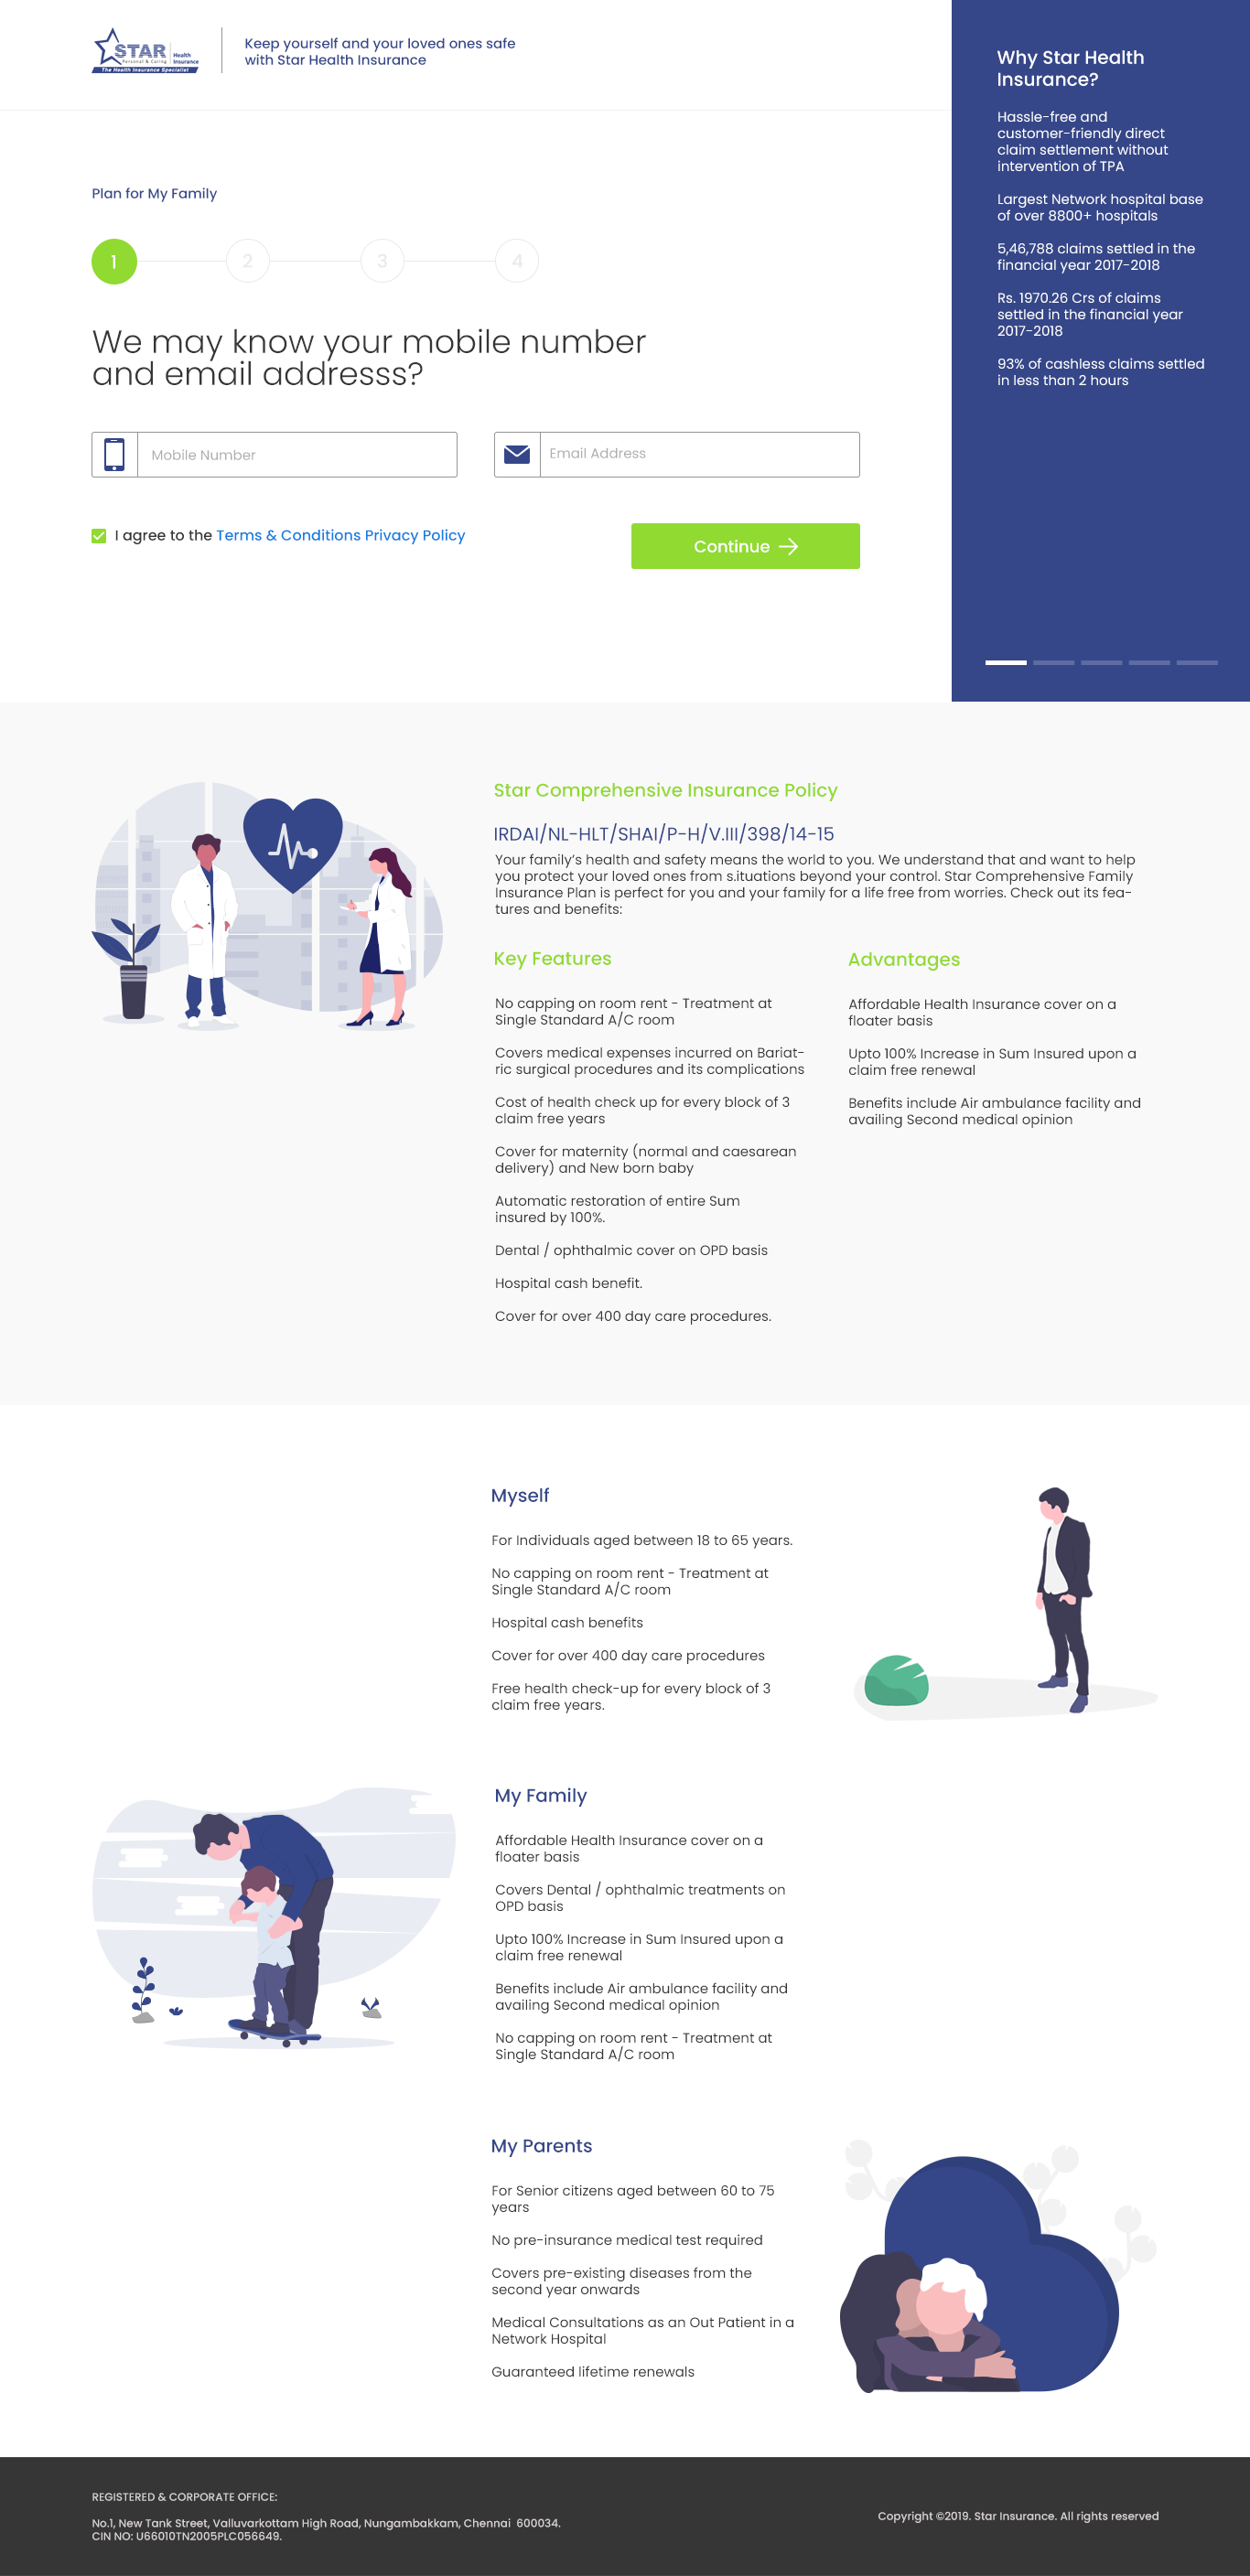 STAR
Health
Insurance
Personal & Caring
The Health Insurance Specialist
Keep yourself and your loved ones safe
with Star Health Insurance
Plan for My Family
1
2
3
4
We may know your mobile number
and email addresss?
Mobile Number
Email Address
I agree to the Terms & Conditions Privacy Policy
Continue
Why Star Health
Insurance?
Hassle-free and
customer-friendly direct
claim settlement without
intervention of TPA
Largest Network hospital base
of over 8800+ hospitals
5,46,788 claims settled in the
financial year 2017-2018
Rs. 1970.26 Crs of claims
settled in the financial year
2017-2018
93% of cashless claims settled
in less than 2 hours
Star Comprehensive Insurance Policy
IRDAI/NL-HLT/SHAI/P-H/V.III/398/14-15
Your family's health and safety means the world to you. We understand that and want to help
you protect your loved ones from s.ituations beyond your control. Star Comprehensive Family
Insurance Plan is perfect for you and your family for a life free from worries. Check out its fea-
tures and benefits:
Key Features
No capping on room rent - Treatment at
Single Standard A/C room
Covers medical expenses incurred on Bariat-
ric surgical procedures and its complications
Cost of health check up for every block of 3
claim free years
Cover for maternity (normal and caesarean
delivery) and New born baby
Automatic restoration of entire Sum
insured by 100%.
Dental / ophthalmic cover on OPD basis
Hospital cash benefit.
Cover for over 400 day care procedures.
Advantages
Affordable Health Insurance cover on a
floater basis
Upto 100% Increase in Sum Insured upon a
claim free renewal
Benefits include Air ambulance facility and
availing Second medical opinion
Myself
For Individuals aged between 18 to 65 years.
No capping on room rent - Treatment at
Single Standard A/C room
Hospital cash benefits
Cover for over 400 day care procedures
Free health check-up for every block of 3
claim free years.
My Family
Affordable Health Insurance cover on a
floater basis
Covers Dental / ophthalmic treatments on
OPD basis
Upto 100% Increase in Sum Insured upon a
claim free renewal
Benefits include Air ambulance facility and
availing Second medical opinion
No capping on room rent - Treatment at
Single Standard A/C room
My Parents
For Senior citizens aged between 60 to 75
years
No pre-insurance medical test required
Covers pre-existing diseases from the
second year onwards
Medical Consultations as an Out Patient in a
Network Hospital
Guaranteed lifetime renewals
REGISTERED & CORPORATE OFFICE:
No.1, New Tank Street, Valluvarkottam High Road, Nungambakkam, Chennai 600034.
CIN NO: U66010TN2005PLC056649.
Copyright ©2019. Star Insurance. All rights reserved